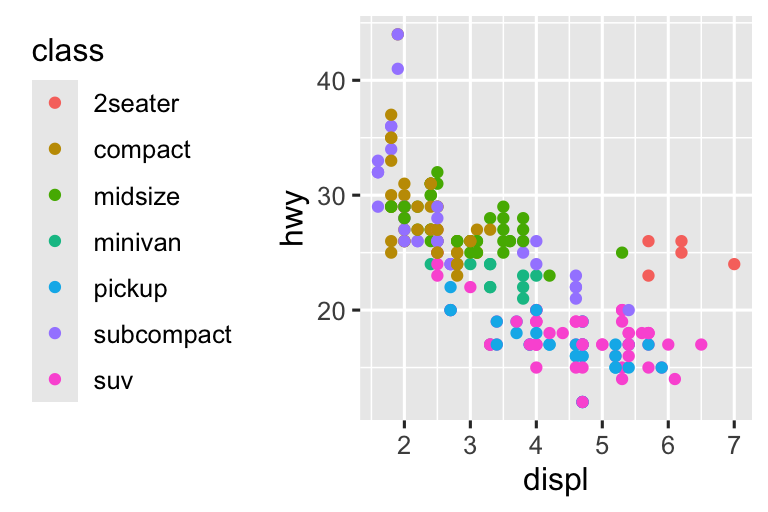 class
2seater
compact
midsize
minivan
pickup
subcompact
suv
hwy
40
30
20
2 3 4 5 6 7
displ